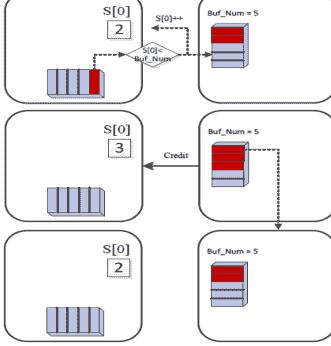 S[0]
2
S[0]++
S[0]<
Buf_Num
Buf_Num = 5
S[0]
3
Credit
Buf_Num = 5
S[0]
2
Buf_Num = 5